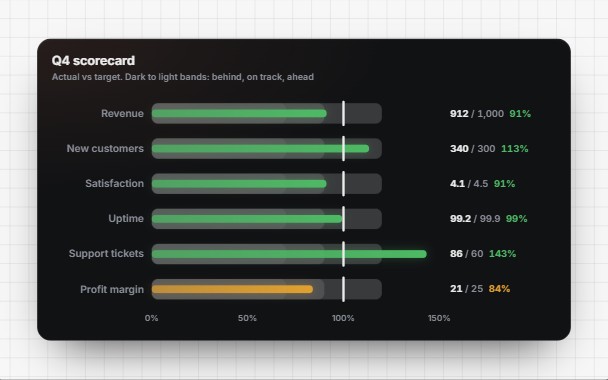 Q4 scorecard
Actual vs target. Dark to light bands: behind, on track, ahead
Revenue 912 / 1,000 91%
New customers 340 / 300 113%
Satisfaction 4.1 / 4.5 91%
Uptime 99.2 / 99.9 99%
Support tickets 86 / 60 143%
Profit margin 21 / 25 84%
0% 50% 100% 150%